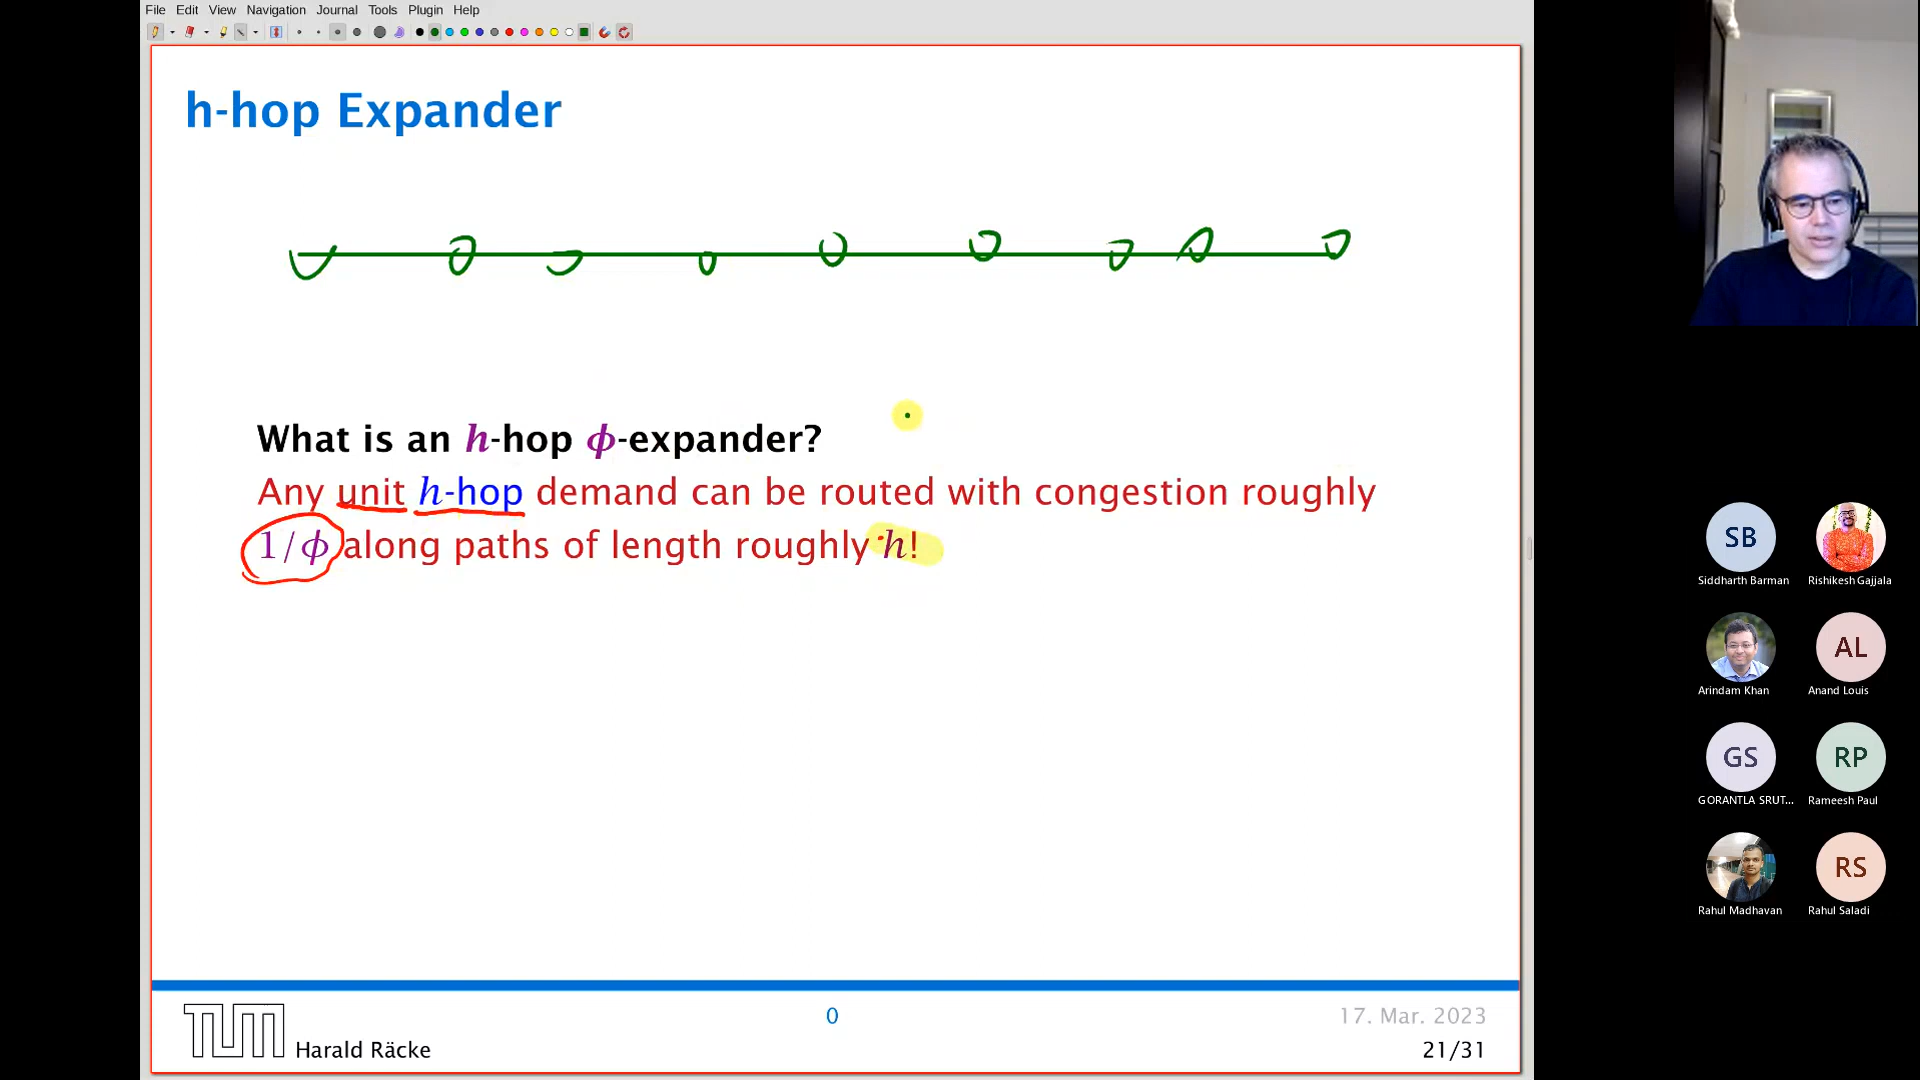 File Edit View Navigation Journal Tools Plugin Help
h-hop Expander
What is an h-hop ϕ-expander?
Any unit h-hop demand can be routed with congestion roughly
1/ϕ along paths of length roughly h!
TUM
Harald Räcke
0
17. Mar. 2023
21/31
SB
Siddharth Barman
Rishikesh Gajjala
Arindam Khan
AL
Anand Louis
GS
GORANTLA SRUT...
RP
Rameesh Paul
Rahul Madhavan
RS
Rahul Saladi